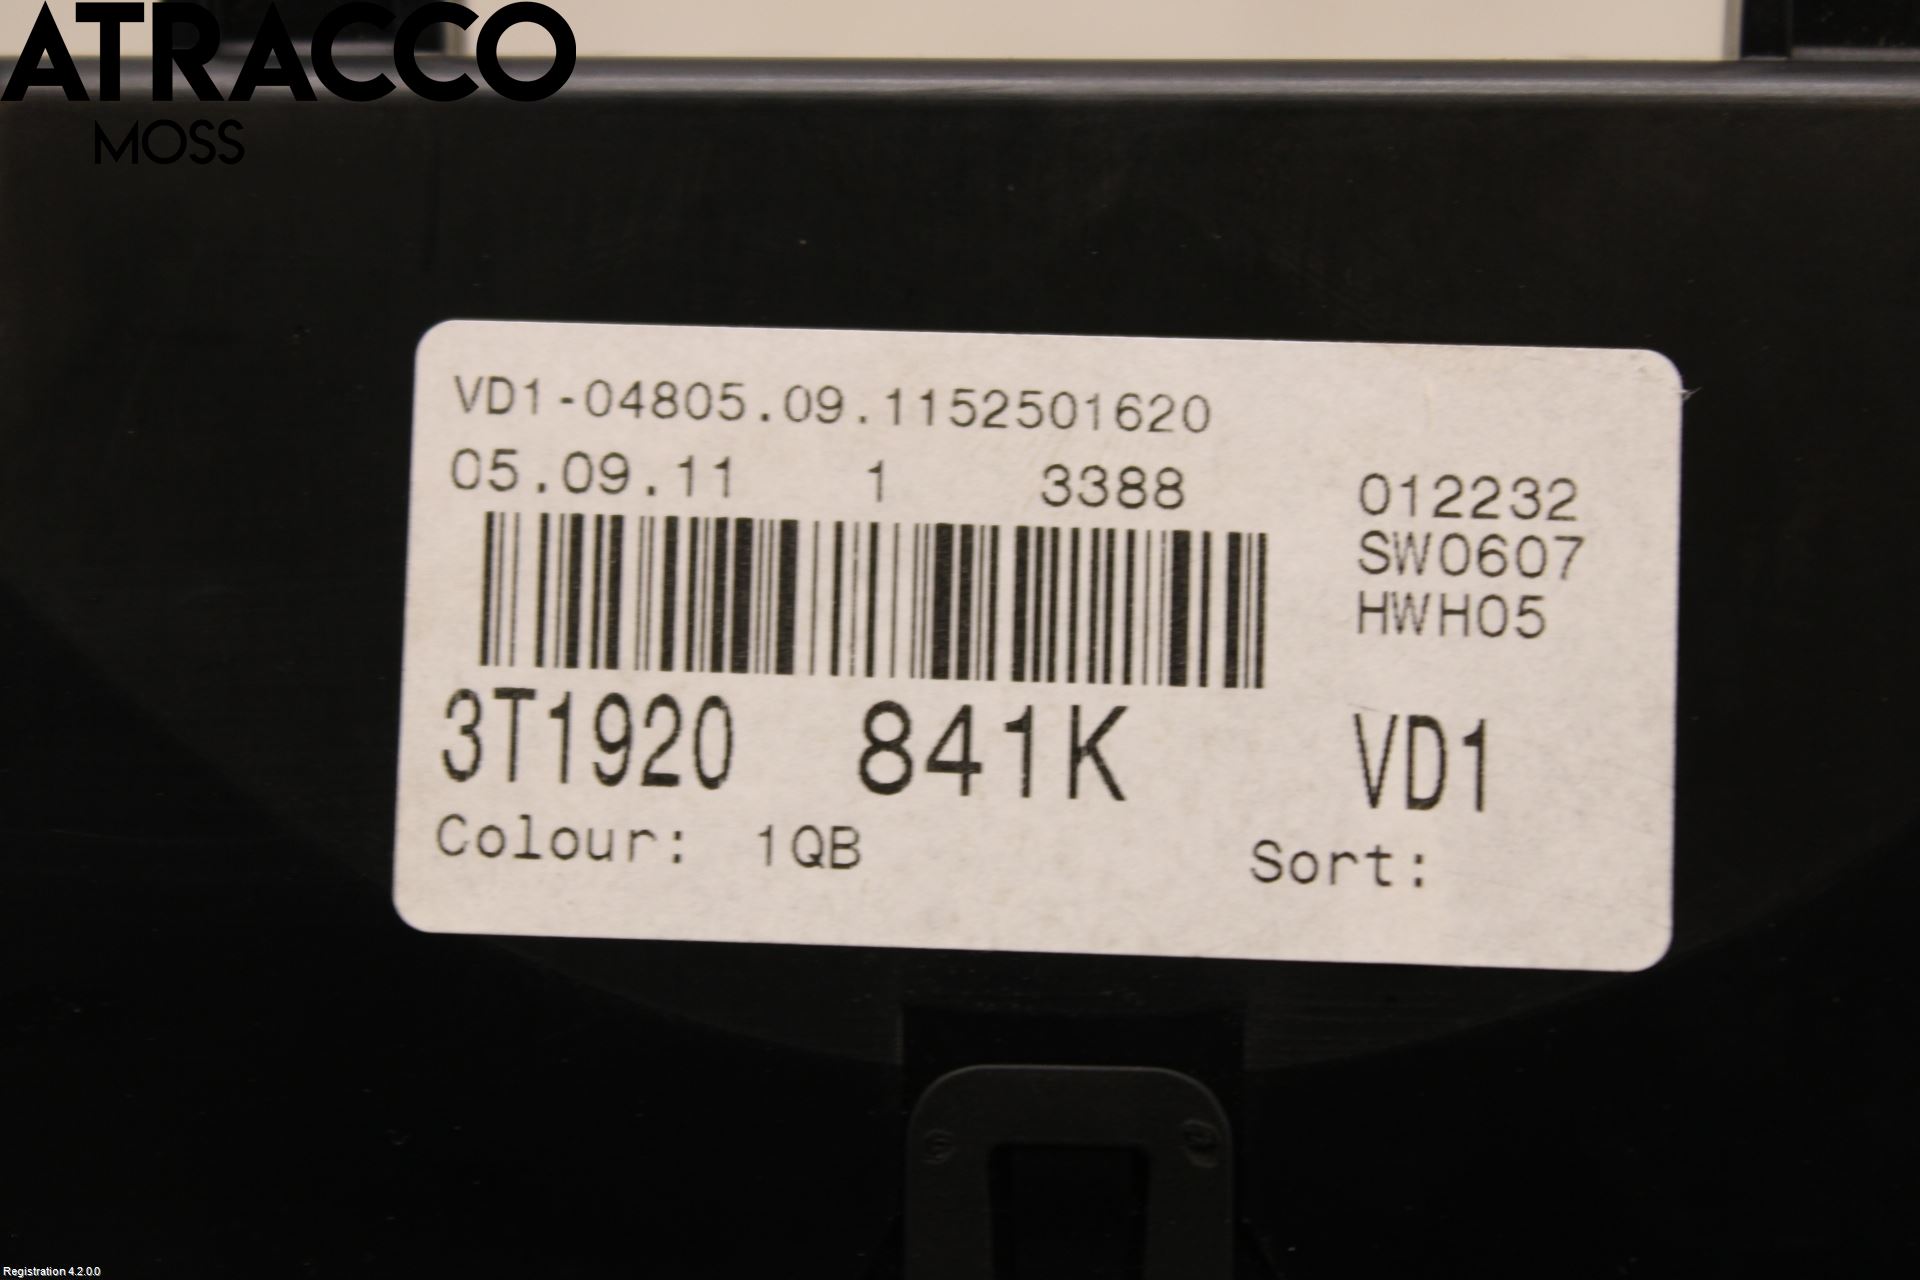 ATRACCO
MOSS
VD1-04805.09.1152501620
05.09.11 1 3388
012232
SW0607
HWH05
3T1920 841K VD1
Colour: 1QB Sort:
Registration 4.2.0.0